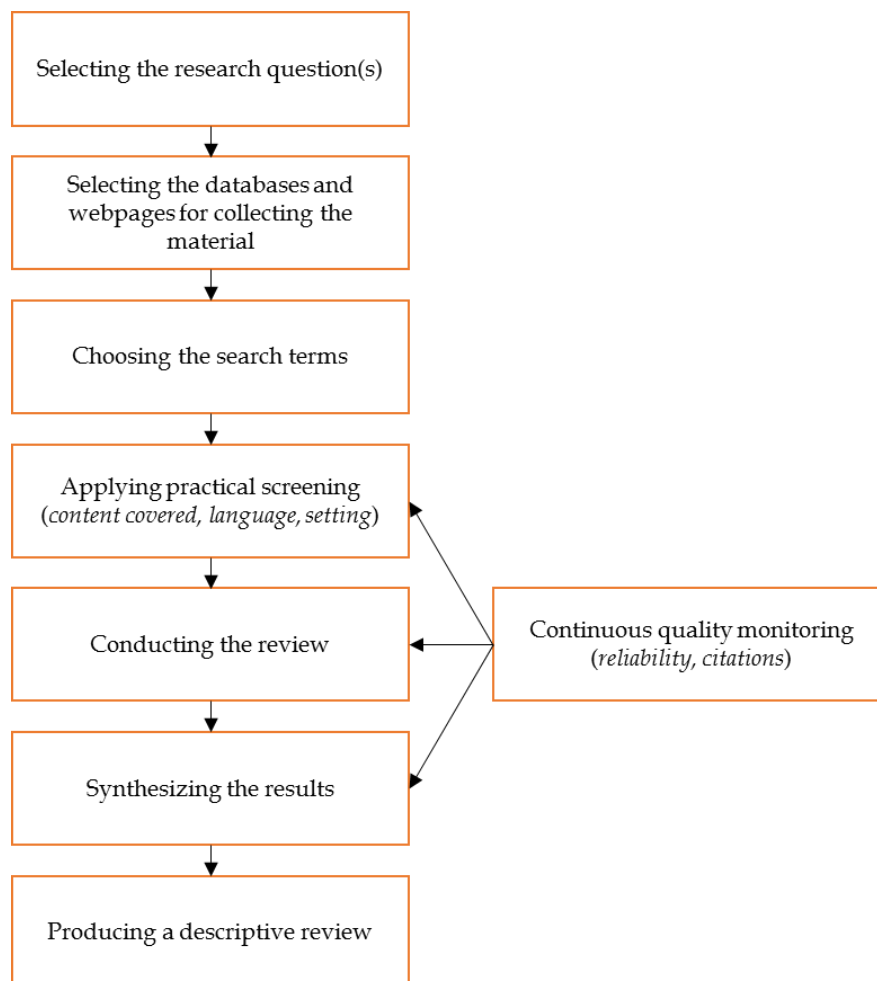 Selecting the research question(s)
Selecting the databases and
webpages for collecting the
material
Choosing the search terms
Applying practical screening
(content covered, language, setting)
Conducting the review
Continuous quality monitoring
(reliability, citations)
Synthesizing the results
Producing a descriptive review